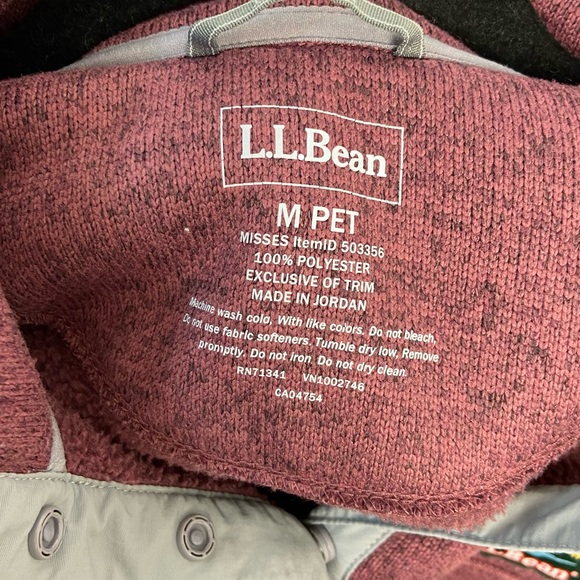 L.L.Bean
M PET
MISSES ItemID 503356
100% POLYESTER
EXCLUSIVE OF TRIM
MADE IN JORDAN
Machine wash cold, With like colors. Do not bleach.
Do not use fabric softeners. Tumble dry low, Remove
promptly. Do not iron. Do not dry clean.
RN71341 VN1002746
CA04754
Bean